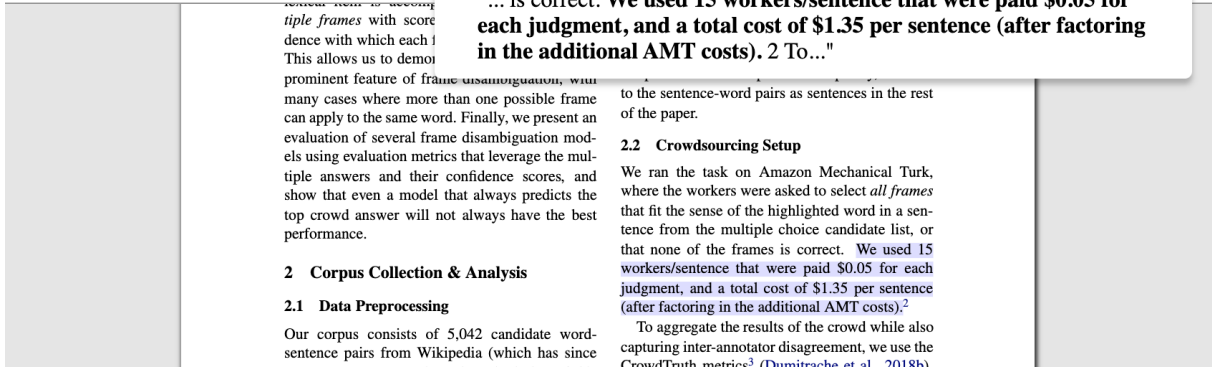 "... is correct. We used 15 workers/sentence that were paid $0.05 for
each judgment, and a total cost of $1.35 per sentence (after factoring
in the additional AMT costs). 2 To..."
tiple frames with score
dence with which each
This allows us to demo
prominent feature of frame disambiguation, with
many cases where more than one possible frame
can apply to the same word. Finally, we present an
evaluation of several frame disambiguation mod-
els using evaluation metrics that leverage the mul-
tiple answers and their confidence scores, and
show that even a model that always predicts the
top crowd answer will not always have the best
performance.
2 Corpus Collection & Analysis
2.1 Data Preprocessing
Our corpus consists of 5,042 candidate word-
sentence pairs from Wikipedia (which has since
to the sentence-word pairs as sentences in the rest
of the paper.
2.2 Crowdsourcing Setup
We ran the task on Amazon Mechanical Turk,
where the workers were asked to select all frames
that fit the sense of the highlighted word in a sen-
tence from the multiple choice candidate list, or
that none of the frames is correct. We used 15
workers/sentence that were paid $0.05 for each
judgment, and a total cost of $1.35 per sentence
(after factoring in the additional AMT costs).2
To aggregate the results of the crowd while also
capturing inter-annotator disagreement, we use the
CrowdTruth metrics3 (Dumitrache et al., 2018b)